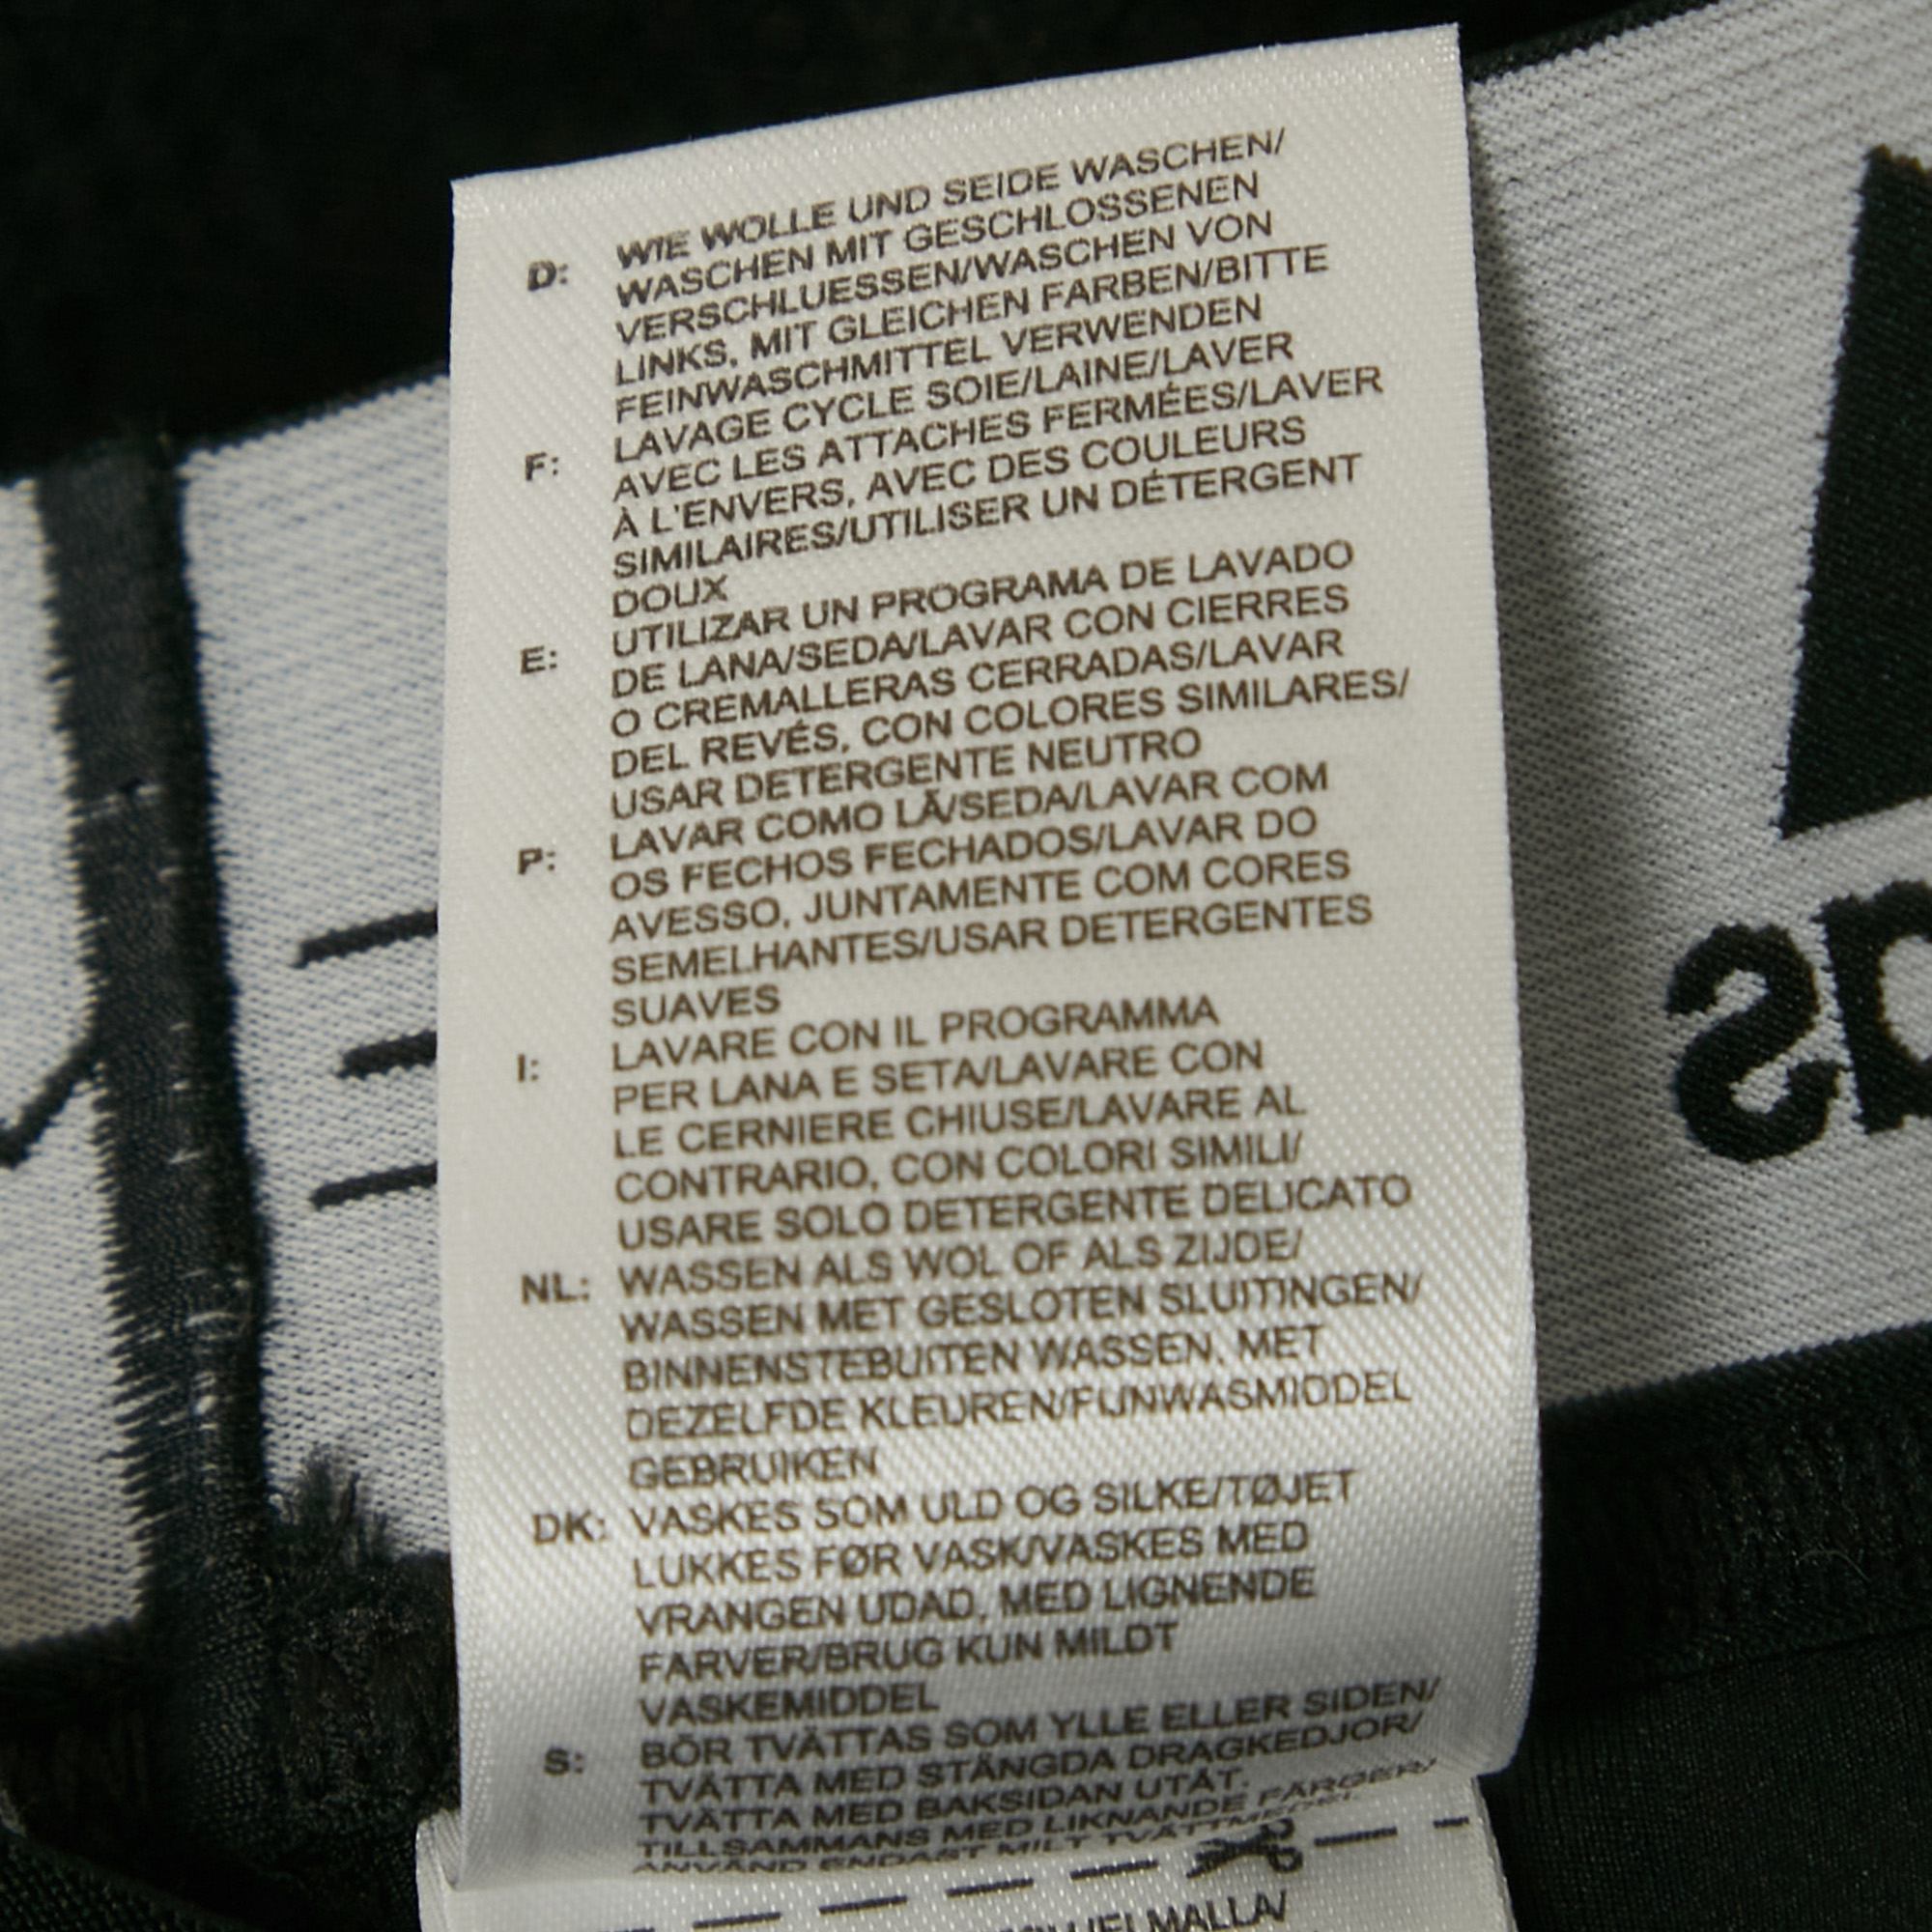 D: WIE WOLLE UND SEIDE WASCHEN/
WASCHEN MIT GESCHLOSSENEN
VERSCHLUESSEN/WASCHEN VON
LINKS, MIT GLEICHEN FARBEN/BITTE
FEINWASCHMITTEL VERWENDEN
F: LAVAGE CYCLE SOIE/LAINE/LAVER
AVEC LES ATTACHES FERMÉES/LAVER
À L'ENVERS, AVEC DES COULEURS
SIMILAIRES/UTILISER UN DÉTERGENT
DOUX
E: UTILIZAR UN PROGRAMA DE LAVADO
DE LANA/SEDA/LAVAR CON CIERRES
O CREMALLERAS CERRADAS/LAVAR
DEL REVÉS, CON COLORES SIMILARES/
USAR DETERGENTE NEUTRO
P: LAVAR COMO LÃ/SEDA/LAVAR COM
OS FECHOS FECHADOS/LAVAR DO
AVESSO, JUNTAMENTE COM CORES
SEMELHANTES/USAR DETERGENTES
SUAVES
I: LAVARE CON IL PROGRAMMA
PER LANA E SETA/LAVARE CON
LE CERNIERE CHIUSE/LAVARE AL
CONTRARIO, CON COLORI SIMILI/
USARE SOLO DETERGENTE DELICATO
NL: WASSEN ALS WOL OF ALS ZIJDE/
WASSEN MET GESLOTEN SLUITINGEN/
BINNENSTEBUITEN WASSEN, MET
DEZELFDE KLEUREN/FIJNWASMIDDEL
GEBRUIKEN
DK: VASKES SOM ULD OG SILKE/TØJET
LUKKES FØR VASK/VASKES MED
VRANGEN UDAD, MED LIGNENDE
FARVER/BRUG KUN MILDT
VASKEMIDDEL
S: BÖR TVÄTTAS SOM YLLE ELLER SIDEN/
TVÄTTA MED STÄNGDA DRAGKEDJOR/
TVÄTTA MED BAKSIDAN UTÅT,
TILLSAMMANS MED LIKNANDE FÄRGER/
ANVÄND ENDAST MILT TVÄTTMEDEL